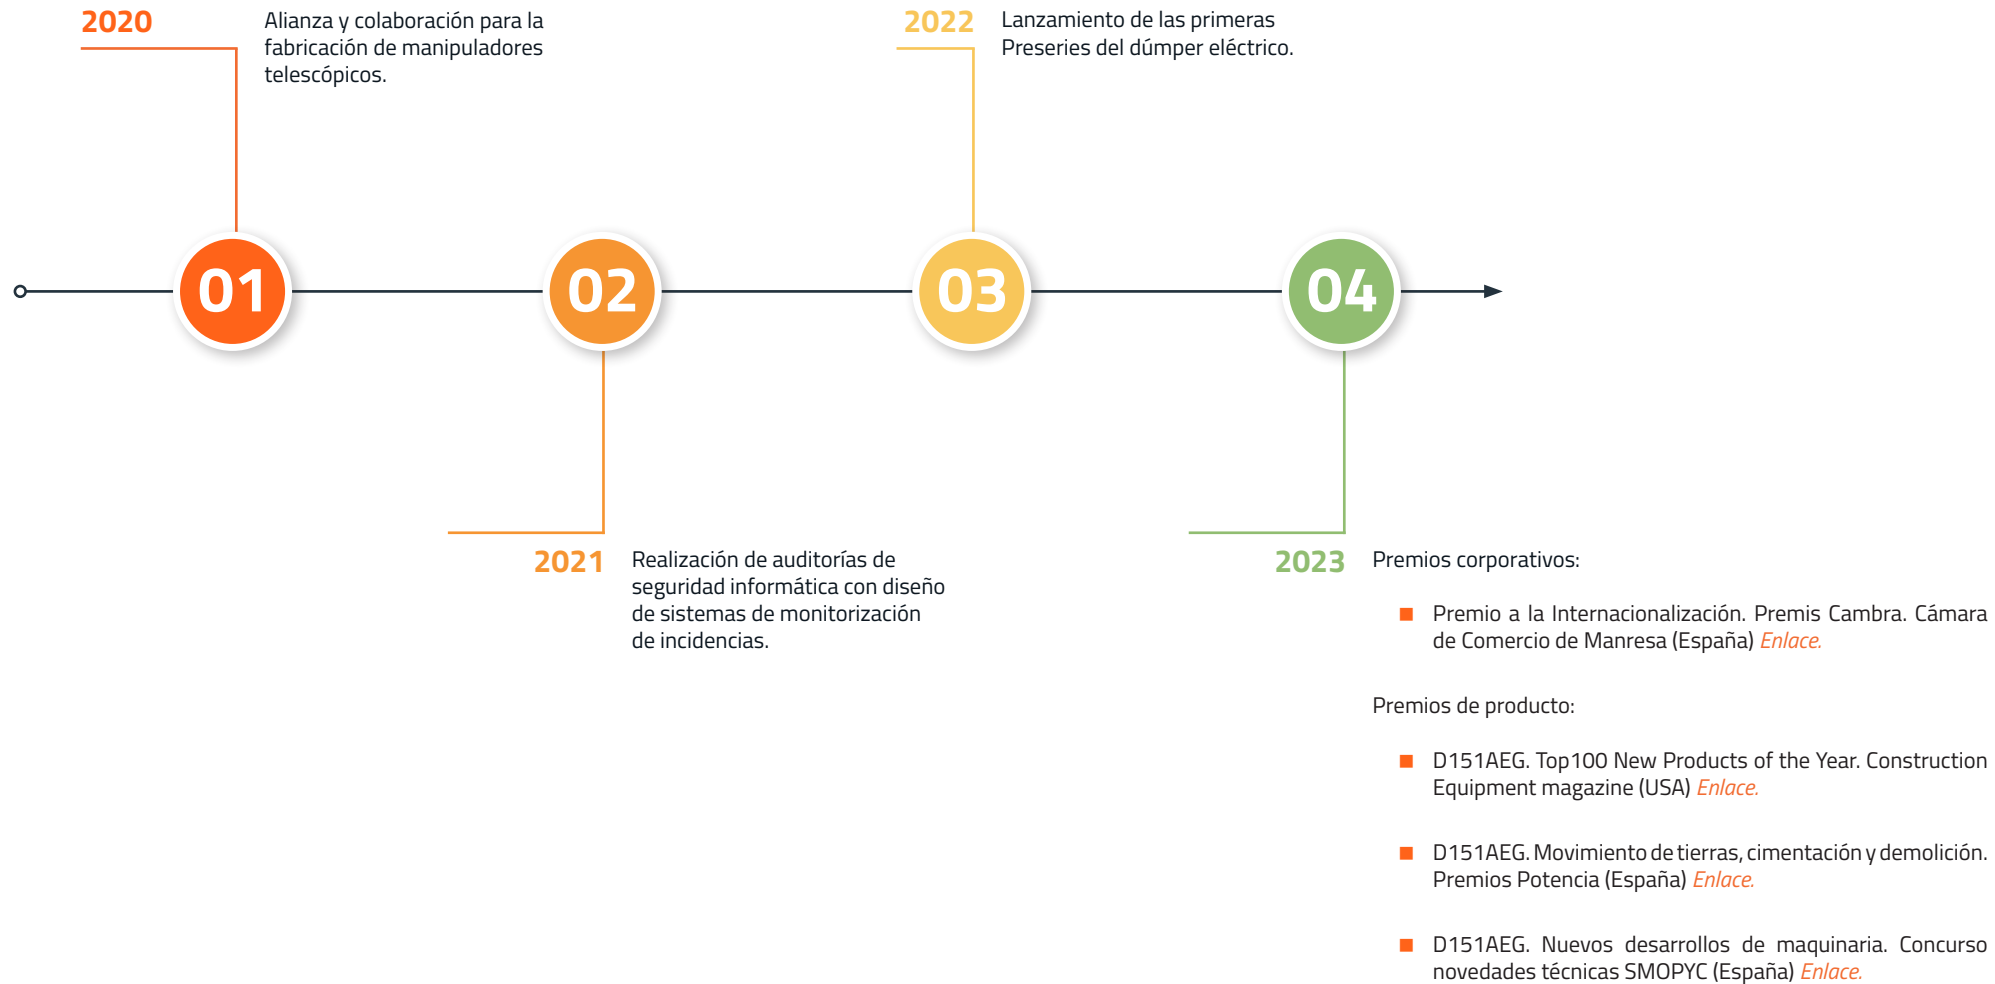 2020
Alianza y colaboración para la
fabricación de manipuladores
telescópicos.
2022
Lanzamiento de las primeras
Preseries del dúmper eléctrico.
01
02
03
04
2021
Realización de auditorías de
seguridad informática con diseño
de sistemas de monitorización
de incidencias.
2023
Premios corporativos:
Premio a la Internacionalización. Premis Cambra. Cámara
de Comercio de Manresa (España) Enlace.
Premios de producto:
D151AEG. Top100 New Products of the Year. Construction
Equipment magazine (USA) Enlace.
D151AEG. Movimiento de tierras, cimentación y demolición.
Premios Potencia (España) Enlace.
D151AEG. Nuevos desarrollos de maquinaria. Concurso
novedades técnicas SMOPYC (España) Enlace.